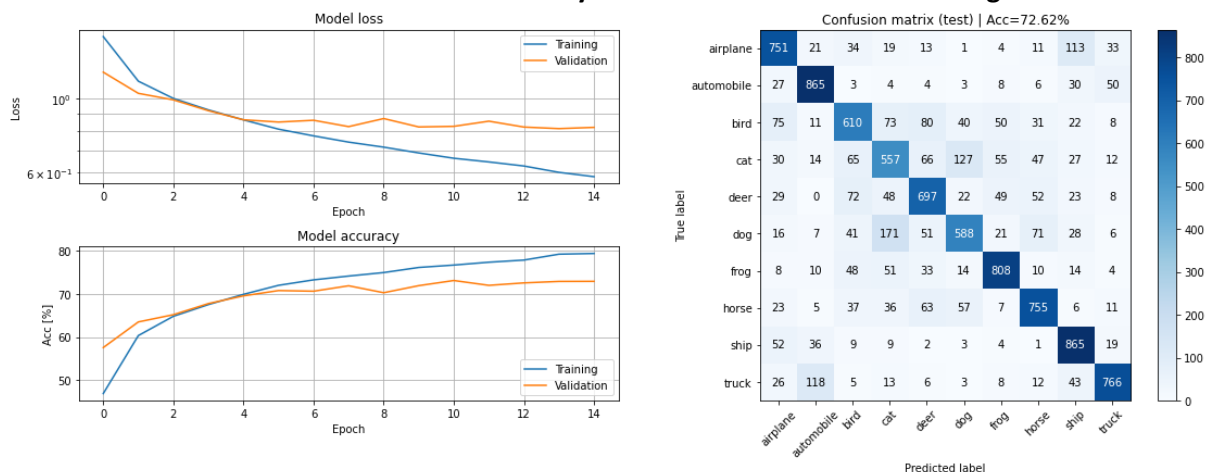 Model loss
Training
Validation
10⁰
6 × 10⁻¹
Loss
0 2 4 6 8 10 12 14
Epoch
Model accuracy
80
70
60
50
Acc [%]
Training
Validation
0 2 4 6 8 10 12 14
Epoch
Confusion matrix (test) | Acc=72.62%
True label
airplane 751 21 34 19 13 1 4 11 113 33
automobile 27 865 3 4 4 3 8 6 30 50
bird 75 11 610 73 80 40 50 31 22 8
cat 30 14 65 557 66 127 55 47 27 12
deer 29 0 72 48 697 22 49 52 23 8
dog 16 7 41 171 51 588 21 71 28 6
frog 8 10 48 51 33 14 808 10 14 4
horse 23 5 37 36 63 57 7 755 6 11
ship 52 36 9 9 2 3 4 1 865 19
truck 26 118 5 13 6 3 8 12 43 766
airplane automobile bird cat deer dog frog horse ship truck
Predicted label
800
700
600
500
400
300
200
100
0